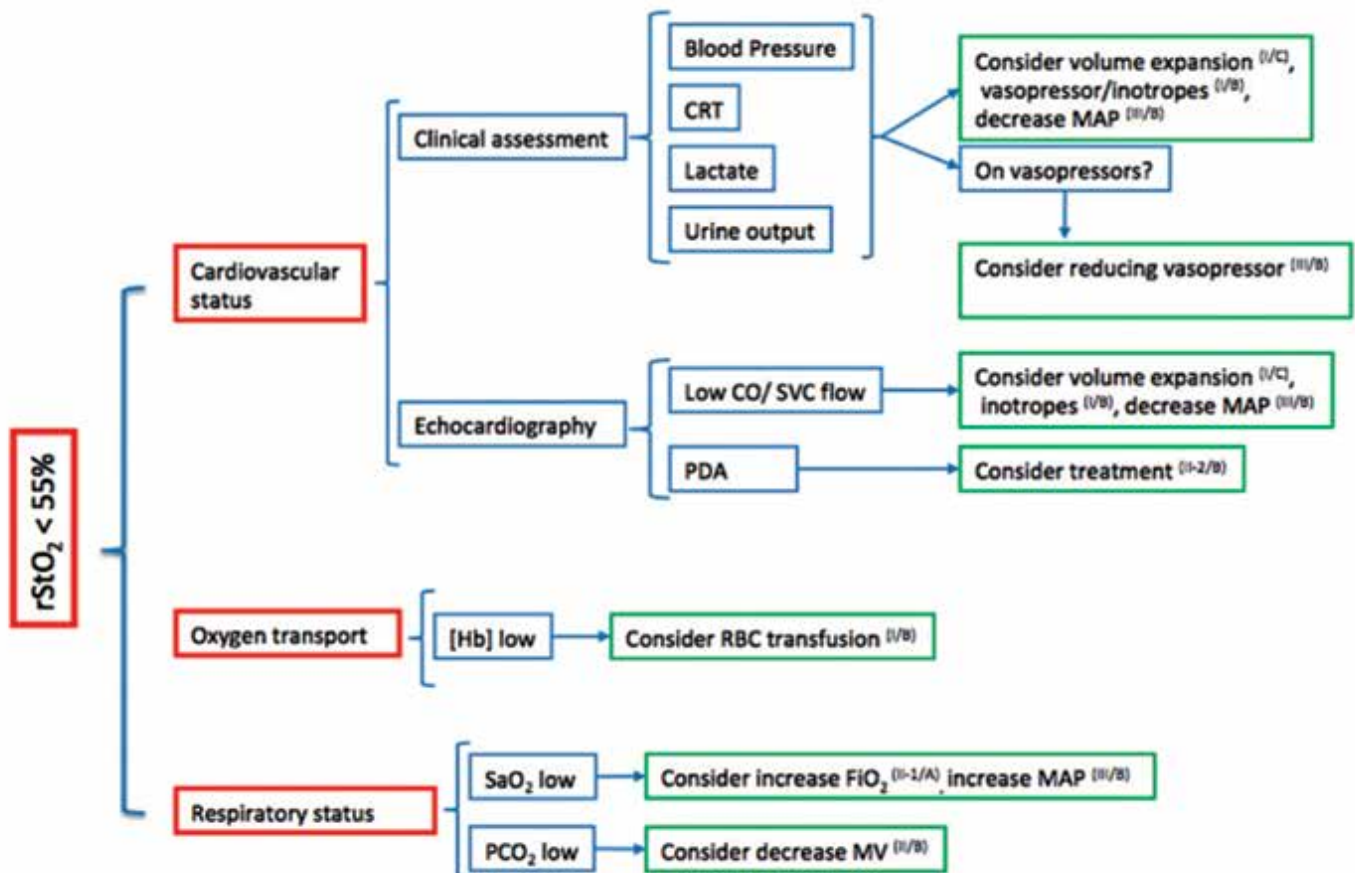 rStO₂ < 55%
Cardiovascular
status
Clinical assessment
Blood Pressure
CRT
Lactate
Urine output
Consider volume expansion (I/C),
vasopressor/inotropes (I/B),
decrease MAP (III/B)
On vasopressors?
Consider reducing vasopressor (III/B)
Echocardiography
Low CO/ SVC flow
Consider volume expansion (I/C),
inotropes (I/B), decrease MAP (III/B)
PDA
Consider treatment (II-2/B)
Oxygen transport
[Hb] low
Consider RBC transfusion (I/B)
Respiratory status
SaO₂ low
Consider increase FiO₂ (II-1/A), increase MAP (III/B)
PCO₂ low
Consider decrease MV (II/B)